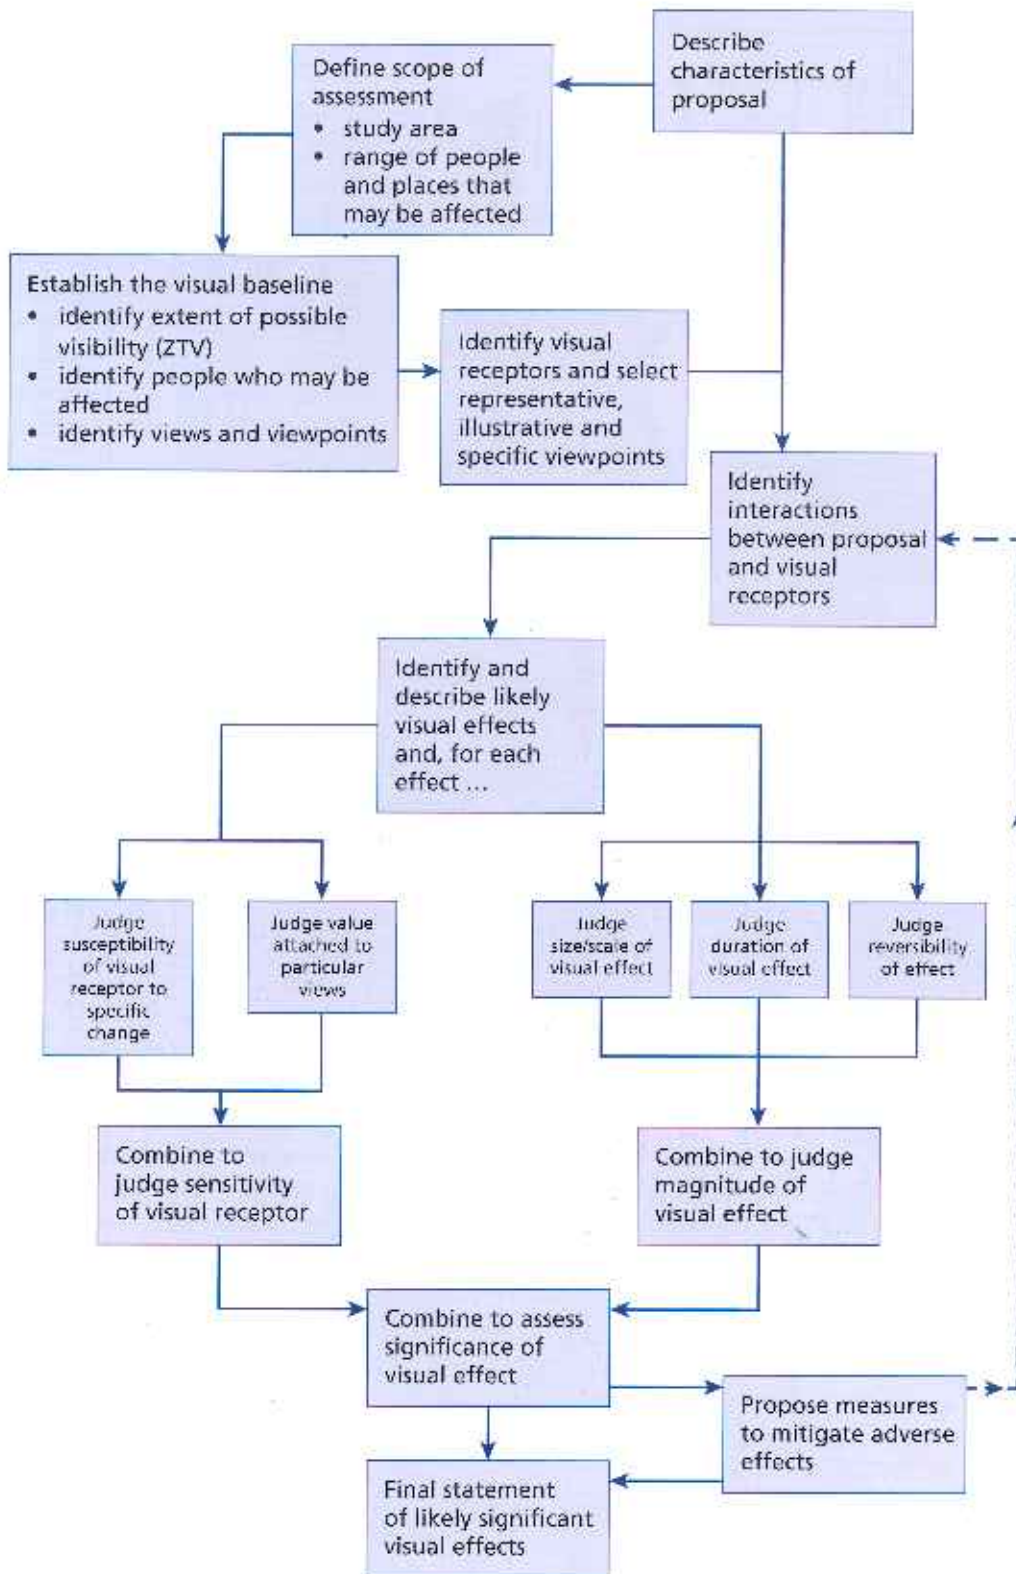 Describe
characteristics of
proposal
Define scope of
assessment
• study area
• range of people
and places that
may be affected
Establish the visual baseline
• identify extent of possible
visibility (ZTV)
• identify people who may be
affected
• identify views and viewpoints
Identify visual
receptors and select
representative,
illustrative and
specific viewpoints
Identify
interactions
between proposal
and visual
receptors
Identify and
describe likely
visual effects
and, for each
effect ...
Judge
susceptibility
of visual
receptor to
specific
change
Judge value
attached to
particular
views
Judge
size/scale of
visual effect
Judge
duration of
visual effect
Judge
reversibility
of effect
Combine to
judge sensitivity
of visual receptor
Combine to judge
magnitude of
visual effect
Combine to assess
significance of
visual effect
Propose measures
to mitigate adverse
effects
Final statement
of likely significant
visual effects